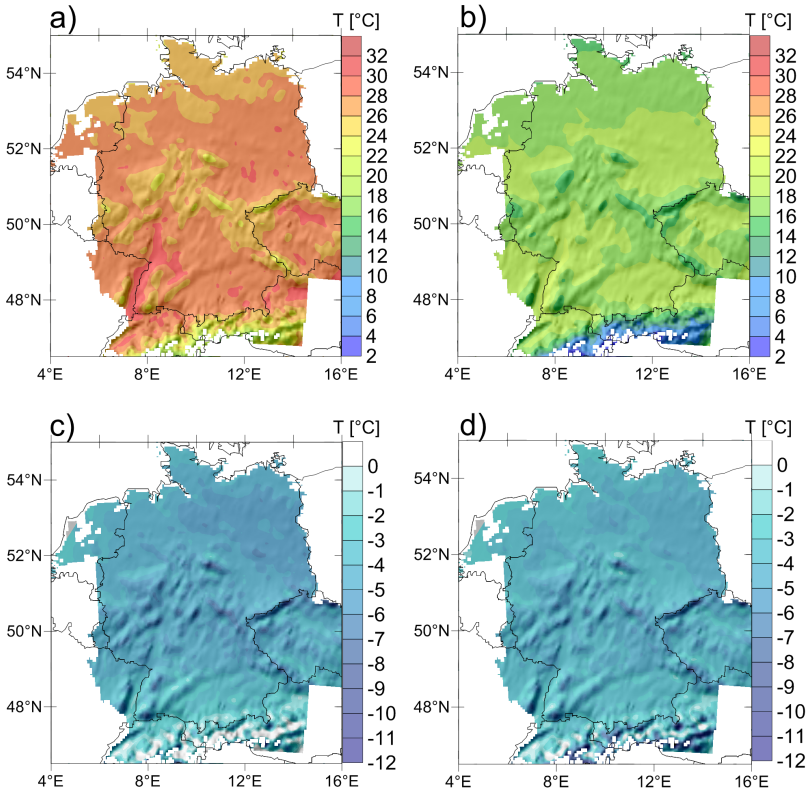 a) T [°C] b) T [°C]
54°N 32 54°N 32
30 30
28 28
52°N 26 52°N 26
24 24
22 22
20 20
50°N 18 50°N 18
16 16
14 14
12 12
10 10
48°N 8 48°N 8
6 6
4 4
2 2
4°E 8°E 12°E 16°E 4°E 8°E 12°E 16°E
c) T [°C] d) T [°C]
54°N 0 54°N 0
-1 -1
-2 -2
52°N -3 52°N -3
-4 -4
-5 -5
50°N -6 50°N -6
-7 -7
-8 -8
48°N -9 48°N -9
-10 -10
-11 -11
-12 -12
4°E 8°E 12°E 16°E 4°E 8°E 12°E 16°E